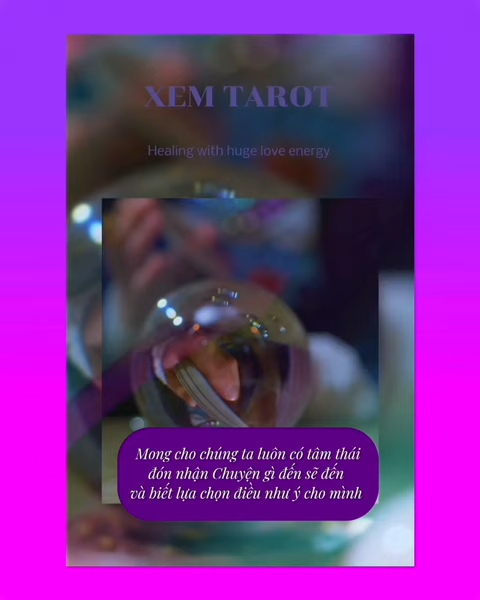 XEM TAROT
Healing with huge love energy
Mong cho chúng ta luôn có tâm thái
đón nhận Chuyện gì đến sẽ đến
và biết lựa chọn điều như ý cho mình